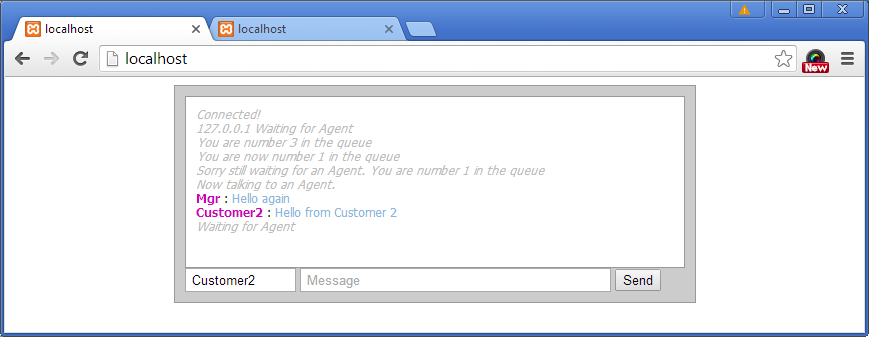 localhost
localhost
localhost
New
Connected!
127.0.0.1 Waiting for Agent
You are number 3 in the queue
You are now number 1 in the queue
Sorry still waiting for an Agent. You are number 1 in the queue
Now talking to an Agent.
Mgr : Hello again
Customer2 : Hello from Customer 2
Waiting for Agent
Customer2 Message Send